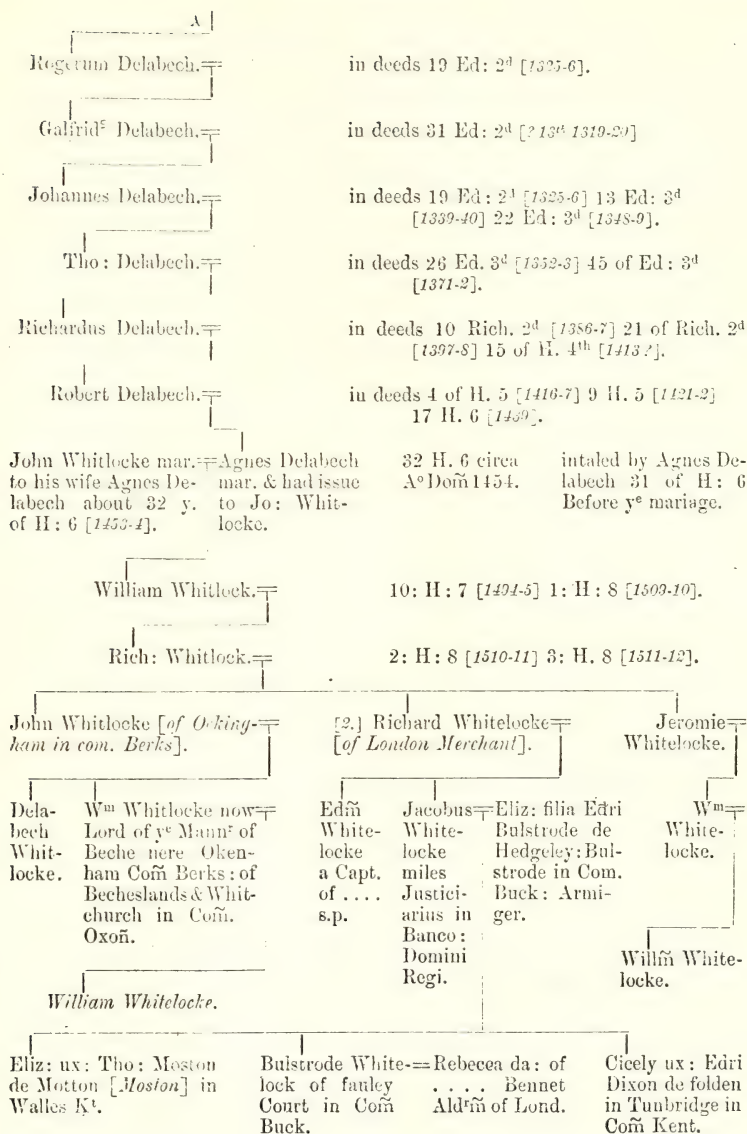 A
Rogerum Delabech. in deeds 19 Ed: 2ᵈ [1325-6].
Galfridˢ Delabech. in deeds 31 Ed: 2ᵈ [? 13ᵗʰ 1319-20]
Johannes Delabech. in deeds 19 Ed: 2ᵈ [1325-6] 13 Ed: 3ᵈ
[1339-40] 22 Ed: 3ᵈ [1348-9].
Tho: Delabech. in deeds 26 Ed. 3ᵈ [1352-3] 45 of Ed: 3ᵈ
[1371-2].
Richardus Delabech. in deeds 10 Rich. 2ᵈ [1386-7] 21 of Rich. 2ᵈ
[1397-8] 15 of H. 4ᵗʰ [1413?].
Robert Delabech. in deeds 4 of H. 5 [1416-7] 9 H. 5 [1421-2]
17 H. 6 [1439].
John Whitlocke mar.
to his wife Agnes De-
labech about 32 y.
of H: 6 [1453-4].
Agnes Delabech
mar. & had issue
to Jo: Whit-
locke.
32 H. 6 circa
Aᵒ Dom̃ 1454.
intaled by Agnes De-
labech 31 of H: 6
Before yᵉ mariage.
William Whitlock. 10: H: 7 [1494-5] 1: H: 8 [1509-10].
Rich: Whitlock. 2: H: 8 [1510-11] 3: H. 8 [1511-12].
John Whitlocke [of Okking-
ham in com. Berks].
[2.] Richard Whitelocke
[of London Merchant].
Jeromie
Whitelocke.
Dela-
bech
Whit-
locke.
Wᵐ Whitlocke now
Lord of yᵉ Mannʳ of
Beche nere Oken-
ham Com̃ Berks: of
Becheslands & Whit-
church in Com̃.
Oxoñ.
Edm̃
White-
locke
a Capt.
of ....
s.p.
Jacobus
White-
locke
miles
Justici-
arius in
Banco:
Domini
Regi.
Eliz: filia Edri
Bulstrode de
Hedgeley: Bul-
strode in Com.
Buck: Armi-
ger.
Wᵐ
White-
locke.
Willm̃ White-
locke.
William Whitelocke.
Eliz: ux: Tho: Moston
de Motton [Moston] in
Walles Kᵗ.
Bulstrode White-
lock of fauley
Court in Com̃
Buck.
Rebecea da: of
.... Bennet
Aldʳm̃ of Lond.
Cicely ux: Edri
Dixon de folden
in Tunbridge in
Com̃ Kent.